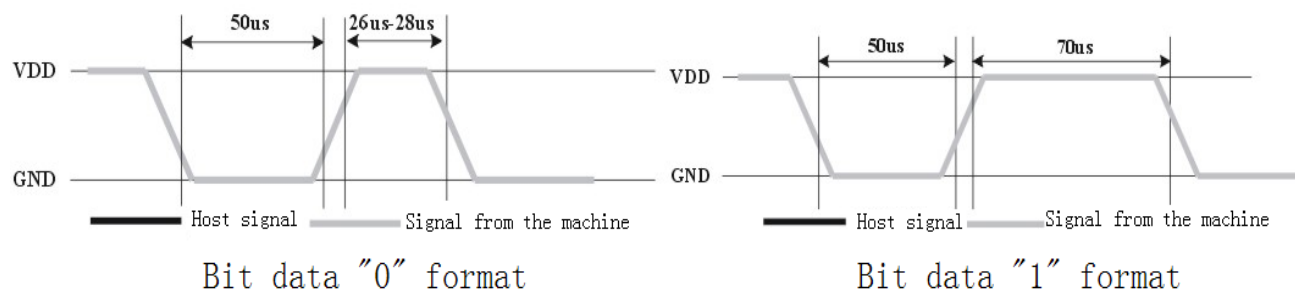 50us
26us-28us
VDD
GND
Host signal
Signal from the machine
Bit data "0" format
50us
70us
VDD
GND
Host signal
Signal from the machine
Bit data "1" format